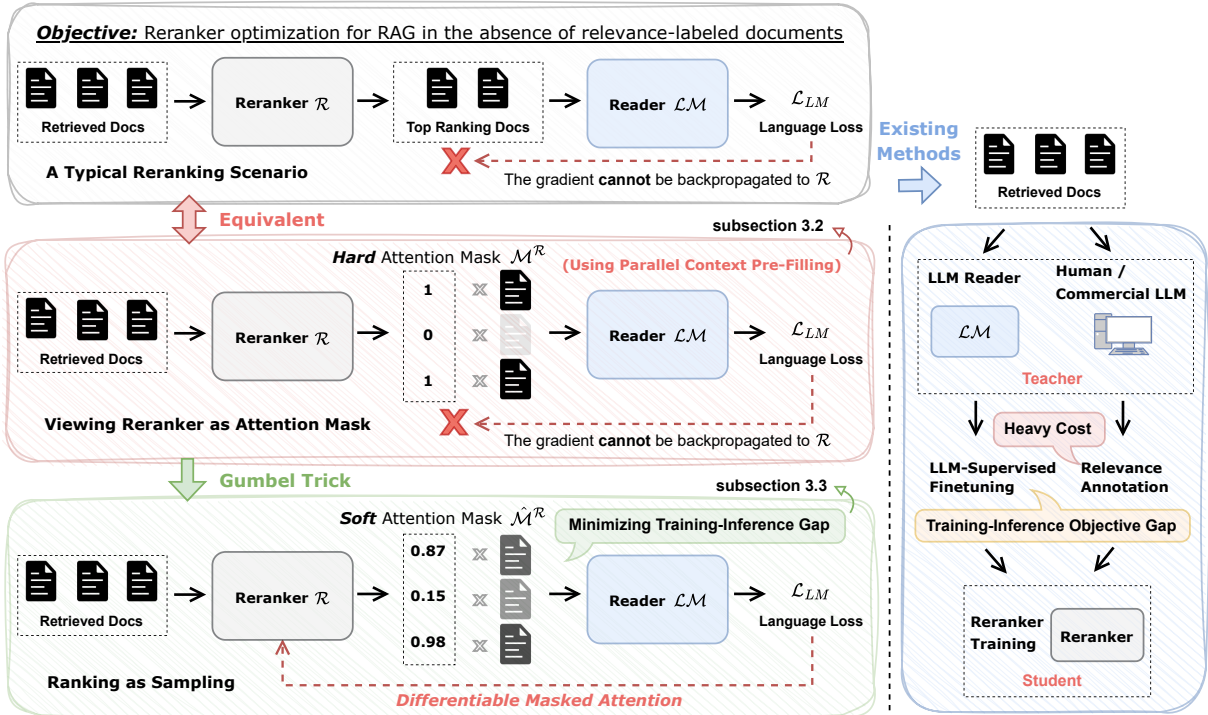 Objective: Reranker optimization for RAG in the absence of relevance-labeled documents
Retrieved Docs
Reranker ℛ
Top Ranking Docs
Reader ℒℳ
ℒ_{LM}
Language Loss
X
The gradient cannot be backpropagated to ℛ
A Typical Reranking Scenario
Equivalent
subsection 3.2
Hard Attention Mask ℳ^ℛ
(Using Parallel Context Pre-Filling)
Retrieved Docs
Reranker ℛ
1
x
0
x
1
x
Reader ℒℳ
ℒ_{LM}
Language Loss
X
The gradient cannot be backpropagated to ℛ
Viewing Reranker as Attention Mask
Gumbel Trick
subsection 3.3
Soft Attention Mask ℳ̂^ℛ
Minimizing Training-Inference Gap
Retrieved Docs
Reranker ℛ
0.87
x
0.15
x
0.98
x
Reader ℒℳ
ℒ_{LM}
Language Loss
Ranking as Sampling
Differentiable Masked Attention
Existing
Methods
Retrieved Docs
LLM Reader
ℒℳ
Human /
Commercial LLM
Teacher
Heavy Cost
LLM-Supervised
Finetuning
Relevance
Annotation
Training-Inference Objective Gap
Reranker
Training
Reranker
Student